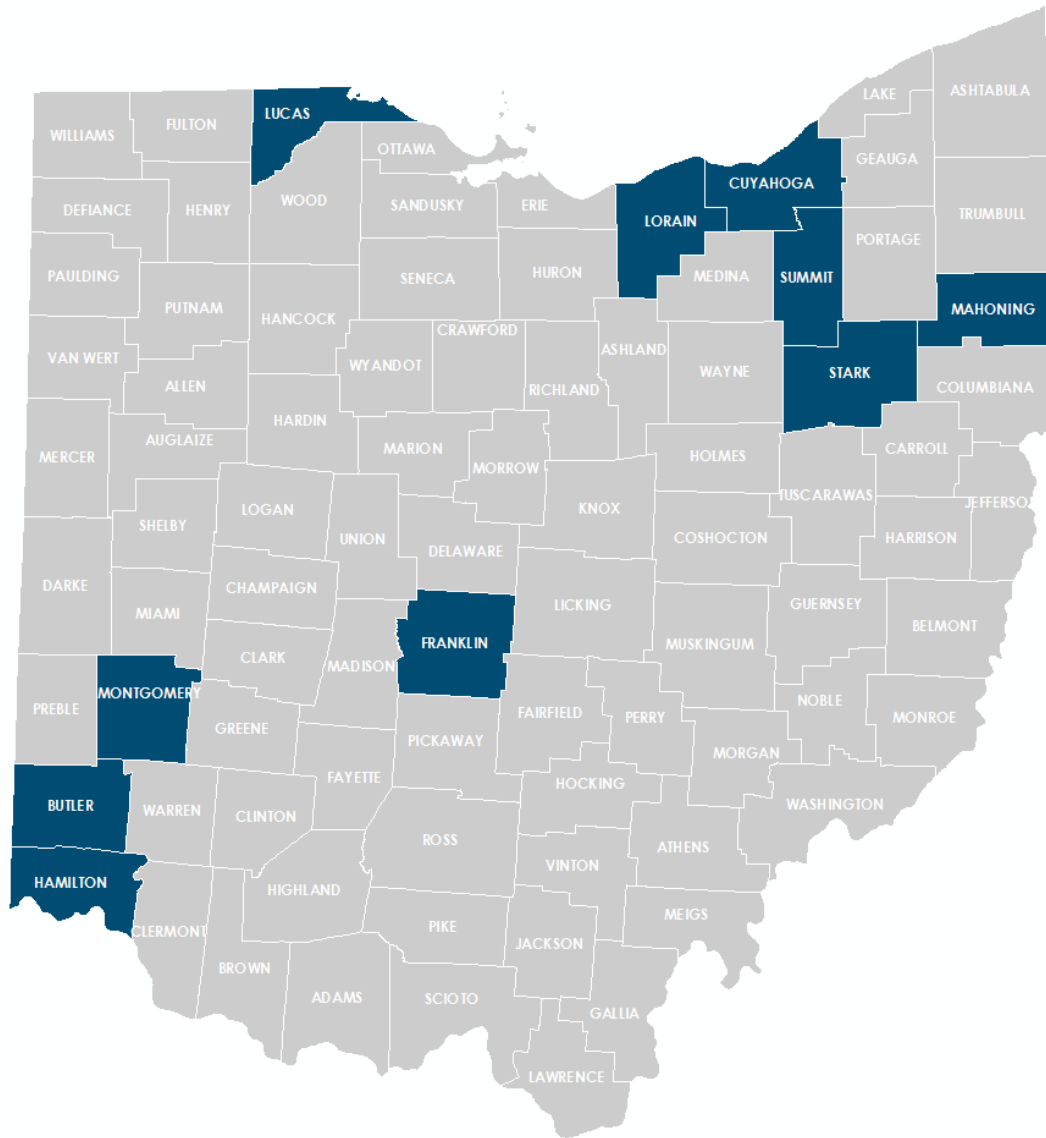 LAKE
ASHTABULA
LUCAS
FULTON
WILLIAMS
OTTAWA
GEAUGA
CUYAHOGA
WOOD
SANDUSKY
ERIE
DEFIANCE
HENRY
LORAIN
TRUMBULL
PORTAGE
PAULDING
SENECA
HURON
MEDINA
SUMMIT
PUTNAM
MAHONING
HANCOCK
CRAWFORD
ASHLAND
VAN WERT
WYANDOT
WAYNE
STARK
ALLEN
RICHLAND
COLUMBIANA
HARDIN
AUGLAIZE
MARION
CARROLL
MERCER
MORROW
HOLMES
TUSCARAWAS
JEFFERSO
LOGAN
KNOX
SHELBY
UNION
COSHOCTON
HARRISON
DELAWARE
DARKE
CHAMPAIGN
LICKING
GUERNSEY
MIAMI
BELMONT
FRANKLIN
MUSKINGUM
CLARK
MADISON
MONTGOMERY
NOBLE
PREBLE
FAIRFIELD
PERRY
MONROE
GREENE
PICKAWAY
MORGAN
FAYETTE
HOCKING
BUTLER
WARREN
CLINTON
WASHINGTON
ROSS
ATHENS
VINTON
HAMILTON
HIGHLAND
MEIGS
PIKE
CLERMONT
JACKSON
BROWN
ADAMS
SCIOTO
GALLIA
LAWRENCE